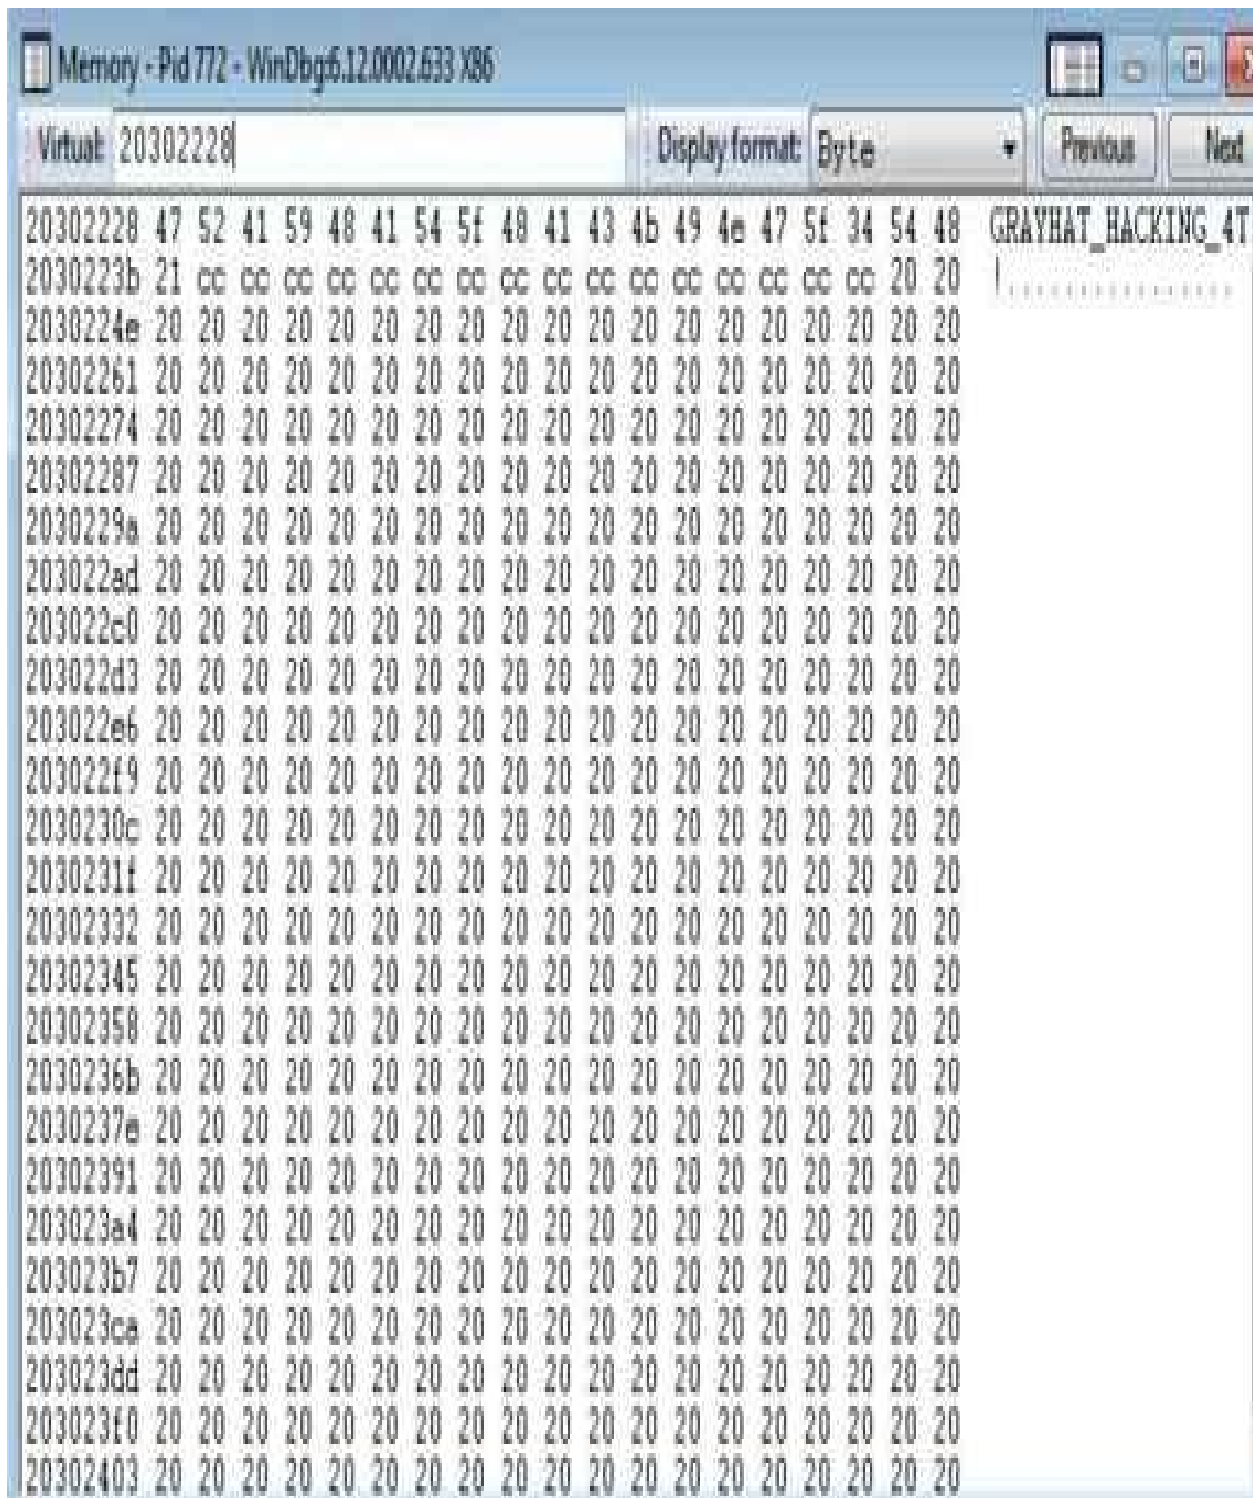 Memory - Pid 772 - WinDbg:6.12.0002.633 X86
Virtual: 20302228 Display format: Byte Previous Next
20302228 47 52 41 59 48 41 54 5f 48 41 43 4b 49 4e 47 5f 34 54 48 GRAYHAT_HACKING_4T
2030223b 21 cc cc cc cc cc cc cc cc cc cc cc cc cc cc cc cc 20 20 !................
2030224e 20 20 20 20 20 20 20 20 20 20 20 20 20 20 20 20 20 20 20
20302261 20 20 20 20 20 20 20 20 20 20 20 20 20 20 20 20 20 20 20
20302274 20 20 20 20 20 20 20 20 20 20 20 20 20 20 20 20 20 20 20
20302287 20 20 20 20 20 20 20 20 20 20 20 20 20 20 20 20 20 20 20
2030229a 20 20 20 20 20 20 20 20 20 20 20 20 20 20 20 20 20 20 20
203022ad 20 20 20 20 20 20 20 20 20 20 20 20 20 20 20 20 20 20 20
203022c0 20 20 20 20 20 20 20 20 20 20 20 20 20 20 20 20 20 20 20
203022d3 20 20 20 20 20 20 20 20 20 20 20 20 20 20 20 20 20 20 20
203022e6 20 20 20 20 20 20 20 20 20 20 20 20 20 20 20 20 20 20 20
203022f9 20 20 20 20 20 20 20 20 20 20 20 20 20 20 20 20 20 20 20
2030230c 20 20 20 20 20 20 20 20 20 20 20 20 20 20 20 20 20 20 20
2030231f 20 20 20 20 20 20 20 20 20 20 20 20 20 20 20 20 20 20 20
20302332 20 20 20 20 20 20 20 20 20 20 20 20 20 20 20 20 20 20 20
20302345 20 20 20 20 20 20 20 20 20 20 20 20 20 20 20 20 20 20 20
20302358 20 20 20 20 20 20 20 20 20 20 20 20 20 20 20 20 20 20 20
2030236b 20 20 20 20 20 20 20 20 20 20 20 20 20 20 20 20 20 20 20
2030237e 20 20 20 20 20 20 20 20 20 20 20 20 20 20 20 20 20 20 20
20302391 20 20 20 20 20 20 20 20 20 20 20 20 20 20 20 20 20 20 20
203023a4 20 20 20 20 20 20 20 20 20 20 20 20 20 20 20 20 20 20 20
203023b7 20 20 20 20 20 20 20 20 20 20 20 20 20 20 20 20 20 20 20
203023ca 20 20 20 20 20 20 20 20 20 20 20 20 20 20 20 20 20 20 20
203023dd 20 20 20 20 20 20 20 20 20 20 20 20 20 20 20 20 20 20 20
203023f0 20 20 20 20 20 20 20 20 20 20 20 20 20 20 20 20 20 20 20
20302403 20 20 20 20 20 20 20 20 20 20 20 20 20 20 20 20 20 20 20